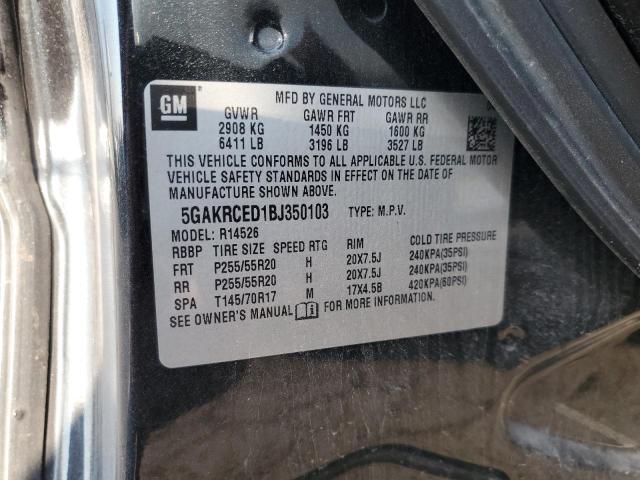 GM
MFD BY GENERAL MOTORS LLC
GVWR GAWR FRT GAWR RR
2908 KG 1450 KG 1600 KG
6411 LB 3196 LB 3527 LB
THIS VEHICLE CONFORMS TO ALL APPLICABLE U.S. FEDERAL MOTOR
VEHICLE SAFETY STANDARDS IN EFFECT ON THE DATE OF
MANUFACTURE SHOWN ABOVE.
5GAKRCED1BJ350103 TYPE: M.P.V.
MODEL: R14526
RBBP TIRE SIZE SPEED RTG RIM COLD TIRE PRESSURE
FRT P255/55R20 H 20X7.5J 240KPA(35PSI)
RR P255/55R20 H 20X7.5J 240KPA(35PSI)
SPA T145/70R17 M 17X4.5B 420KPA(60PSI)
SEE OWNER'S MANUAL FOR MORE INFORMATION.